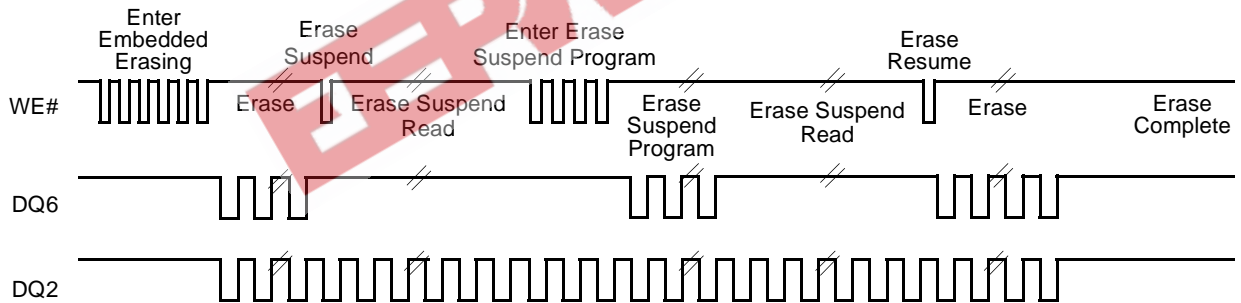 Enter
Embedded
Erasing
Erase
Suspend
Enter Erase
Suspend Program
Erase
Resume
WE#
Erase
Erase Suspend
Read
Erase
Suspend
Program
Erase Suspend
Read
Erase
Erase
Complete
DQ6
DQ2